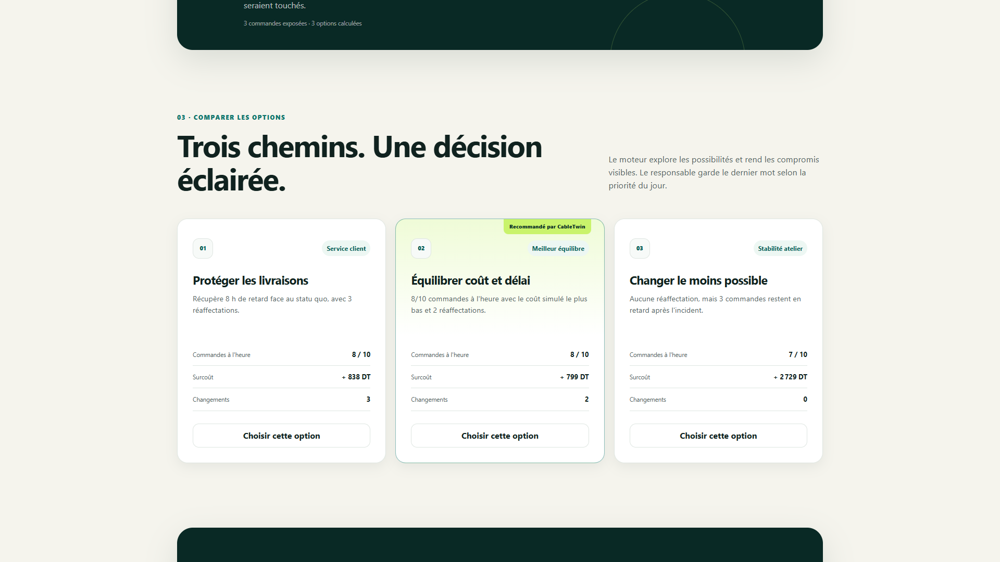 seraient touchés.
3 commandes exposées · 3 options calculées
03 · COMPARER LES OPTIONS
Trois chemins. Une décision
éclairée.
Le moteur explore les possibilités et rend les compromis
visibles. Le responsable garde le dernier mot selon la
priorité du jour.
01
Service client
Protéger les livraisons
Récupère 8 h de retard face au statu quo, avec 3
réaffectations.
Commandes à l'heure
8 / 10
Surcoût
+ 838 DT
Changements
3
Choisir cette option
Recommandé par CableTwin
02
Meilleur équilibre
Équilibrer coût et délai
8/10 commandes à l'heure avec le coût simulé le plus
bas et 2 réaffectations.
Commandes à l'heure
8 / 10
Surcoût
+ 799 DT
Changements
2
Choisir cette option
03
Stabilité atelier
Changer le moins possible
Aucune réaffectation, mais 3 commandes restent en
retard après l'incident.
Commandes à l'heure
7 / 10
Surcoût
+ 2 729 DT
Changements
0
Choisir cette option